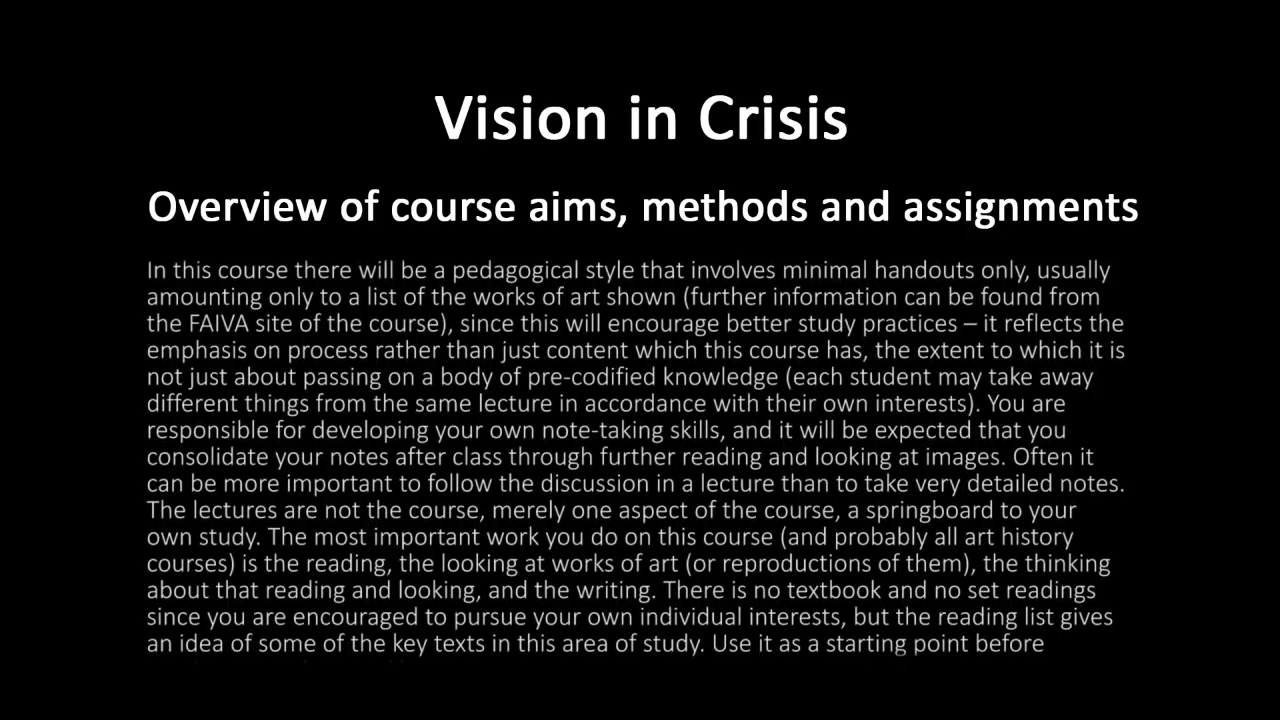 Vision in Crisis
Overview of course aims, methods and assignments
In this course there will be a pedagogical style that involves minimal handouts only, usually
amounting only to a list of the works of art shown (further information can be found from
the FAIVA site of the course), since this will encourage better study practices – it reflects the
emphasis on process rather than just content which this course has, the extent to which it is
not just about passing on a body of pre-codified knowledge (each student may take away
different things from the same lecture in accordance with their own interests). You are
responsible for developing your own note-taking skills, and it will be expected that you
consolidate your notes after class through further reading and looking at images. Often it
can be more important to follow the discussion in a lecture than to take very detailed notes.
The lectures are not the course, merely one aspect of the course, a springboard to your
own study. The most important work you do on this course (and probably all art history
courses) is the reading, the looking at works of art (or reproductions of them), the thinking
about that reading and looking, and the writing. There is no textbook and no set readings
since you are encouraged to pursue your own individual interests, but the reading list gives
an idea of some of the key texts in this area of study. Use it as a starting point before